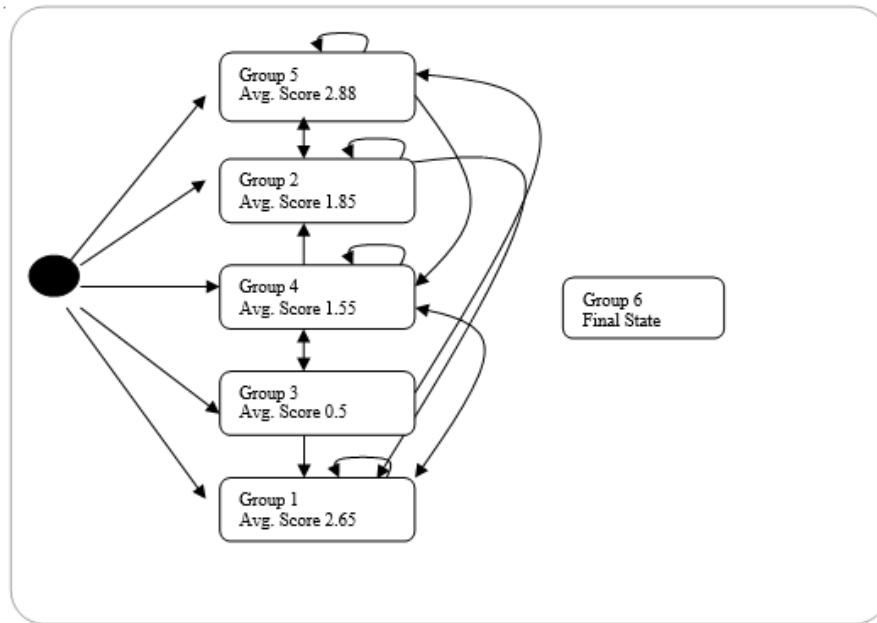 Group 5
Avg. Score 2.88
Group 2
Avg. Score 1.85
Group 4
Avg. Score 1.55
Group 6
Final State
Group 3
Avg. Score 0.5
Group 1
Avg. Score 2.65